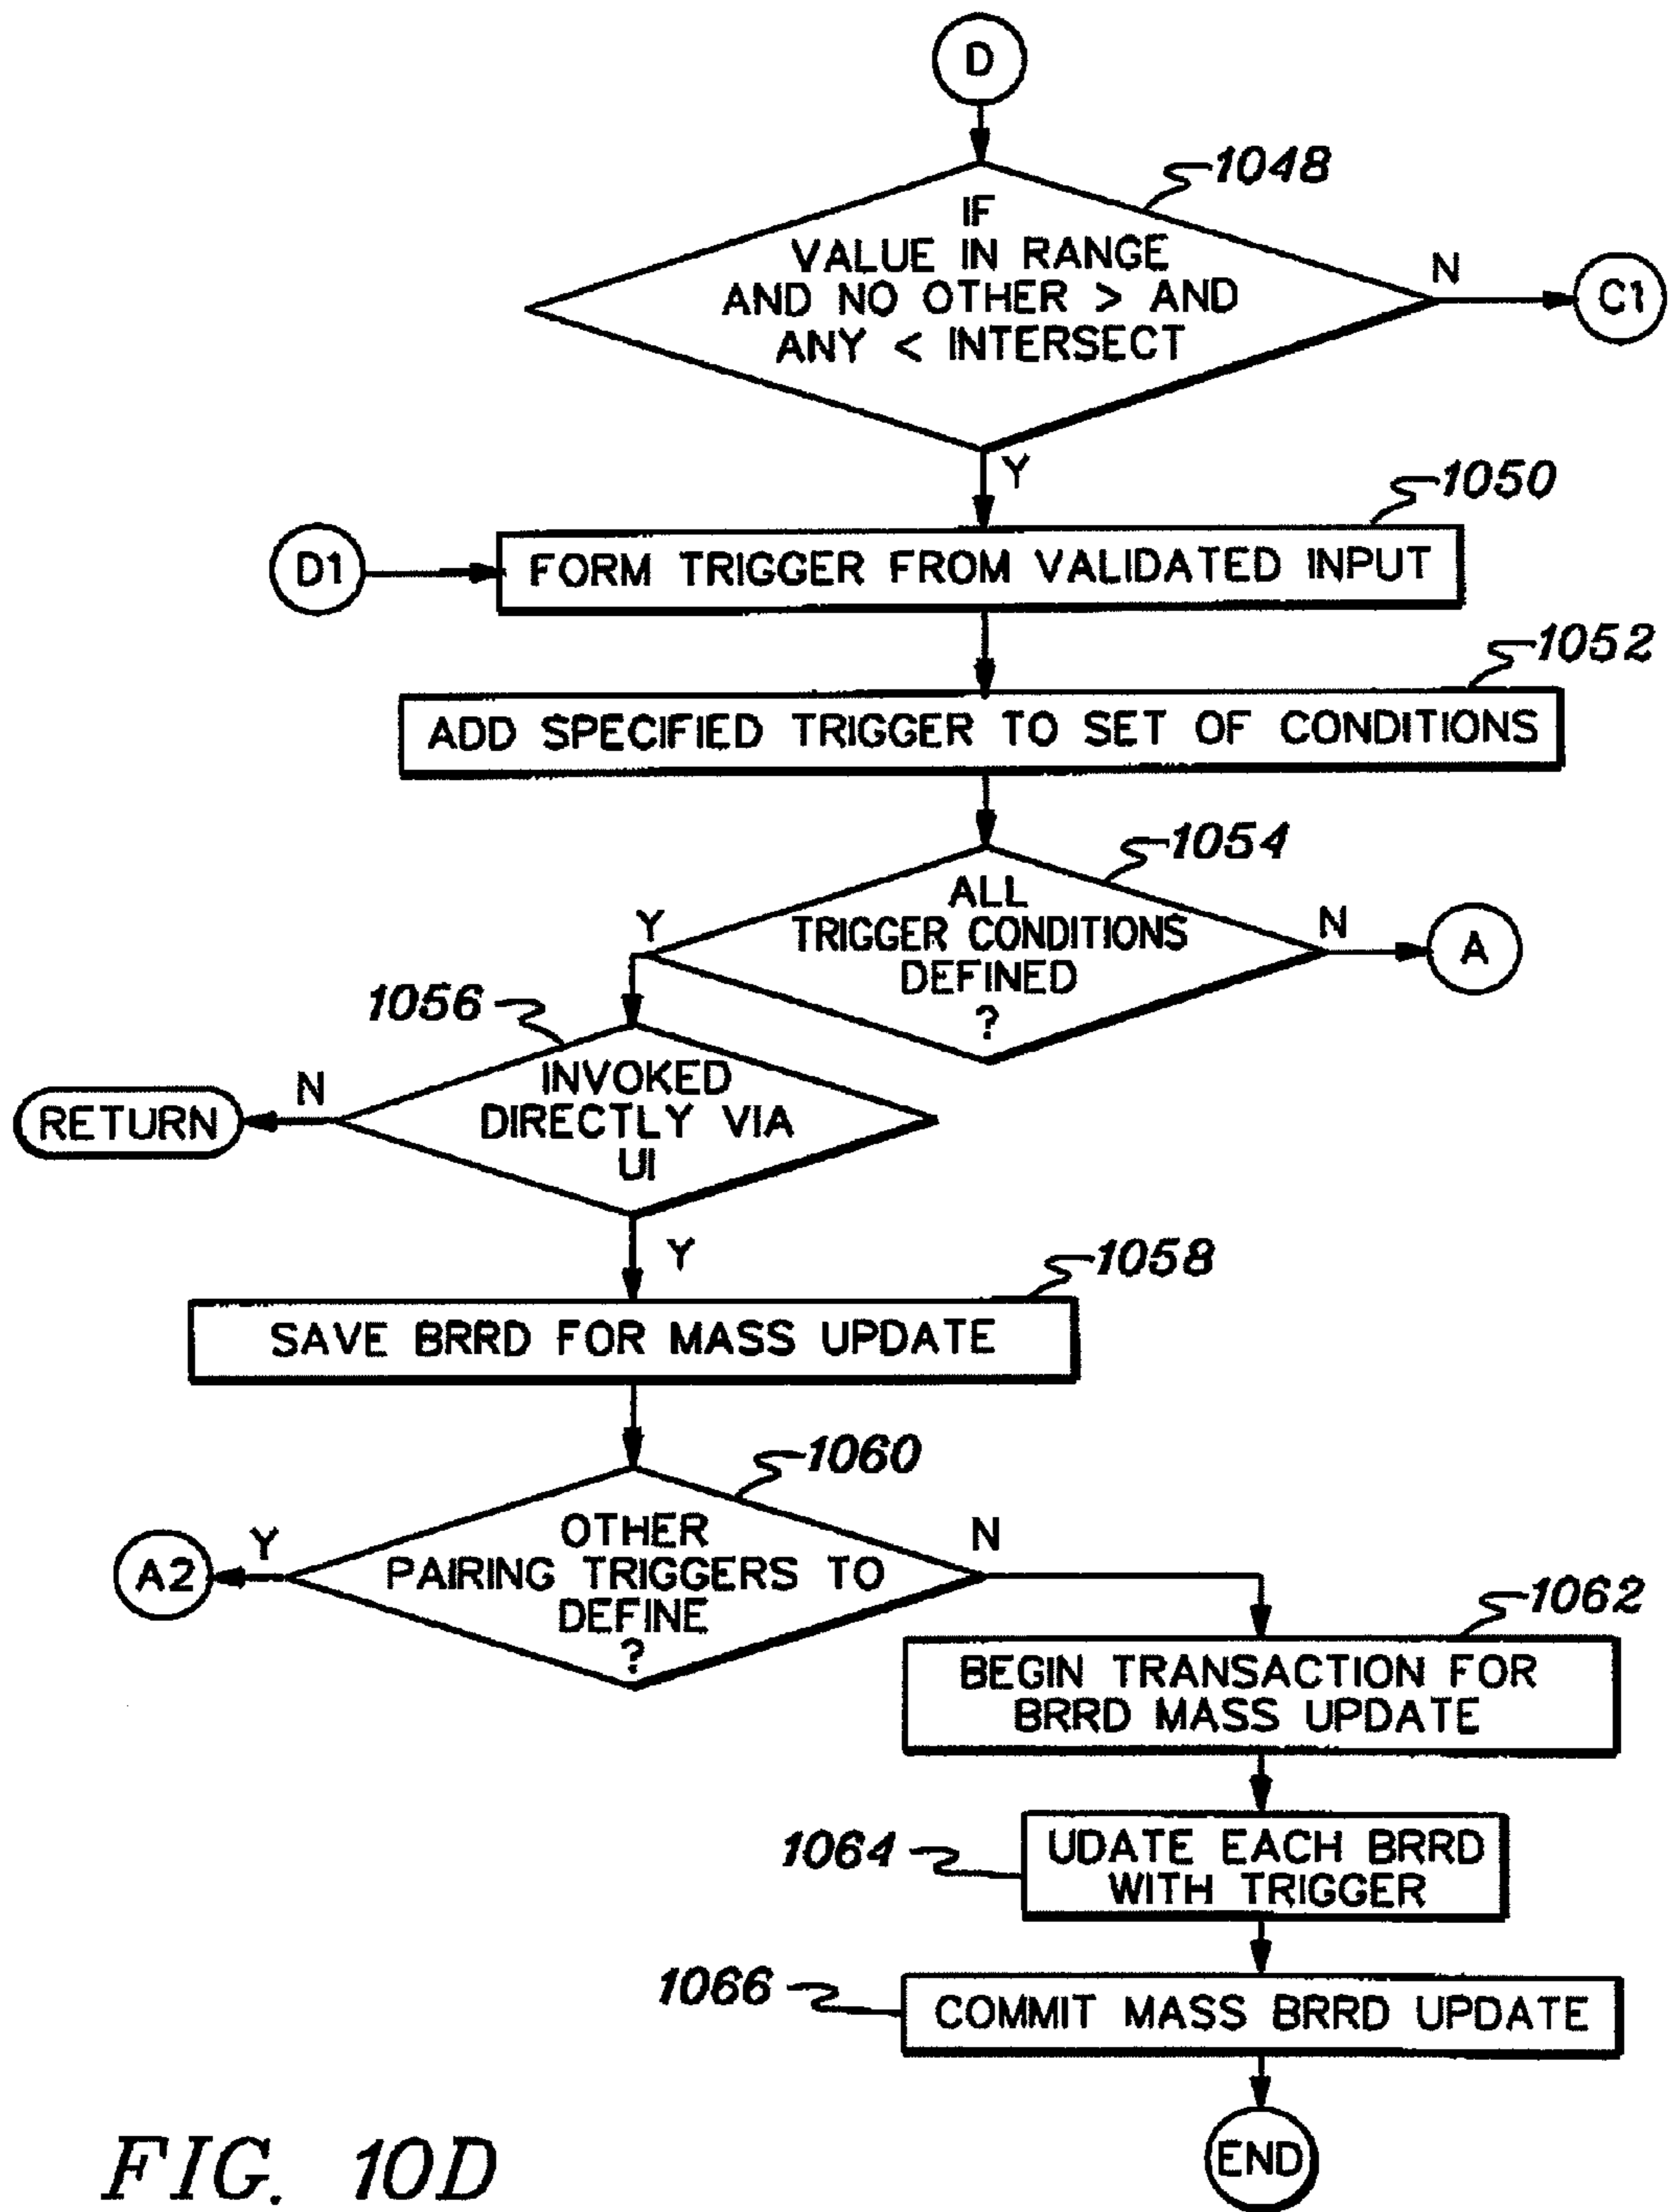 D
1048
IF
VALUE IN RANGE
AND NO OTHER > AND
ANY < INTERSECT
N
C1
Y
1050
D1
FORM TRIGGER FROM VALIDATED INPUT
1052
ADD SPECIFIED TRIGGER TO SET OF CONDITIONS
1054
ALL
TRIGGER CONDITIONS
DEFINED
?
Y
N
A
1056
INVOKED
DIRECTLY VIA
UI
N
RETURN
Y
1058
SAVE BRRD FOR MASS UPDATE
1060
OTHER
PAIRING TRIGGERS TO
DEFINE
?
Y
A2
N
1062
BEGIN TRANSACTION FOR
BRRD MASS UPDATE
1064
UDATE EACH BRRD
WITH TRIGGER
1066
COMMIT MASS BRRD UPDATE
END
FIG. 10D